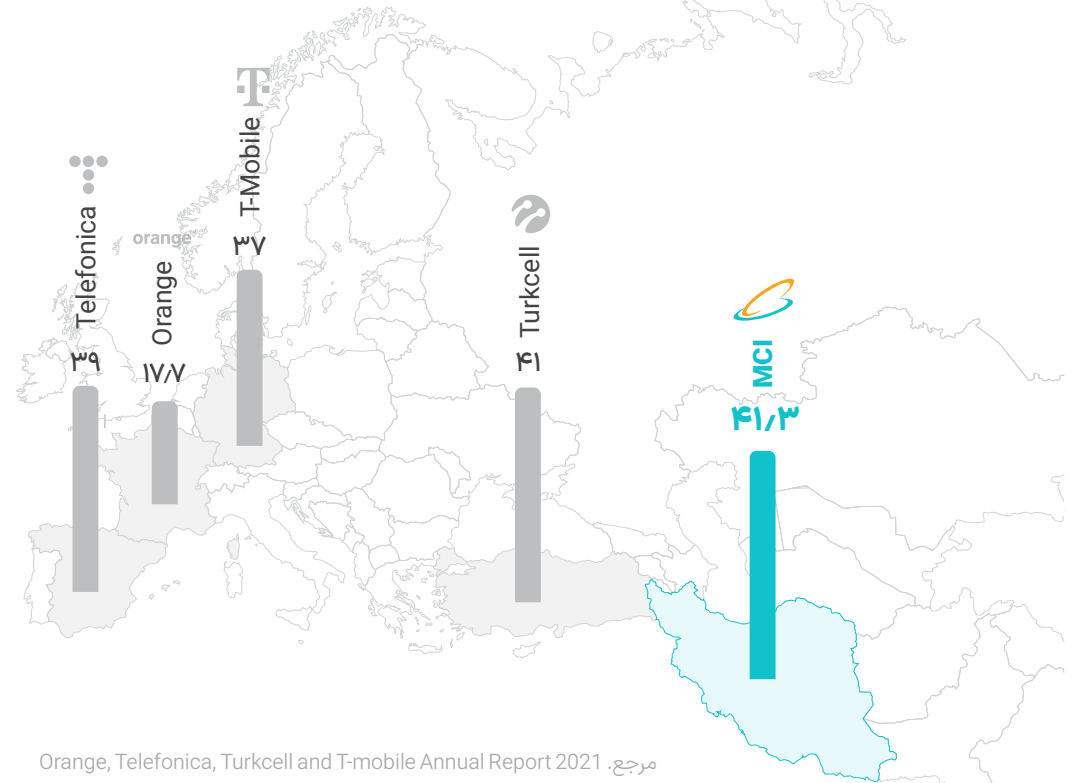 T-Mobile
۳۷
Telefonica
۳۹
orange
Orange
۱۷٫۷
Turkcell
۴۱
MCI
۴۱٫۳
Orange, Telefonica, Turkcell and T-mobile Annual Report 2021 .مرجع